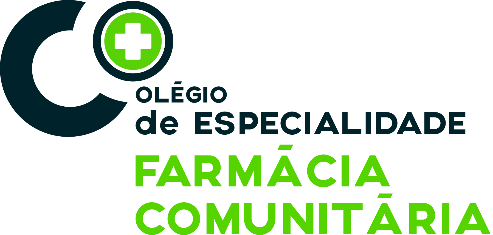 COLÉGIO
de ESPECIALIDADE
FARMÁCIA
COMUNITÁRIA